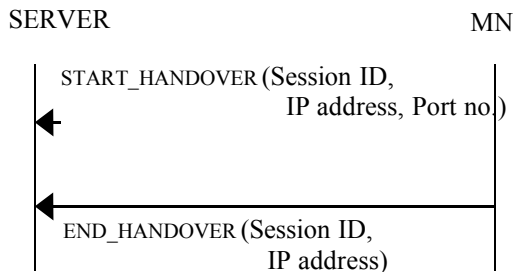 SERVER
MN
START_HANDOVER (Session ID,
IP address, Port no.)
END_HANDOVER (Session ID,
IP address)